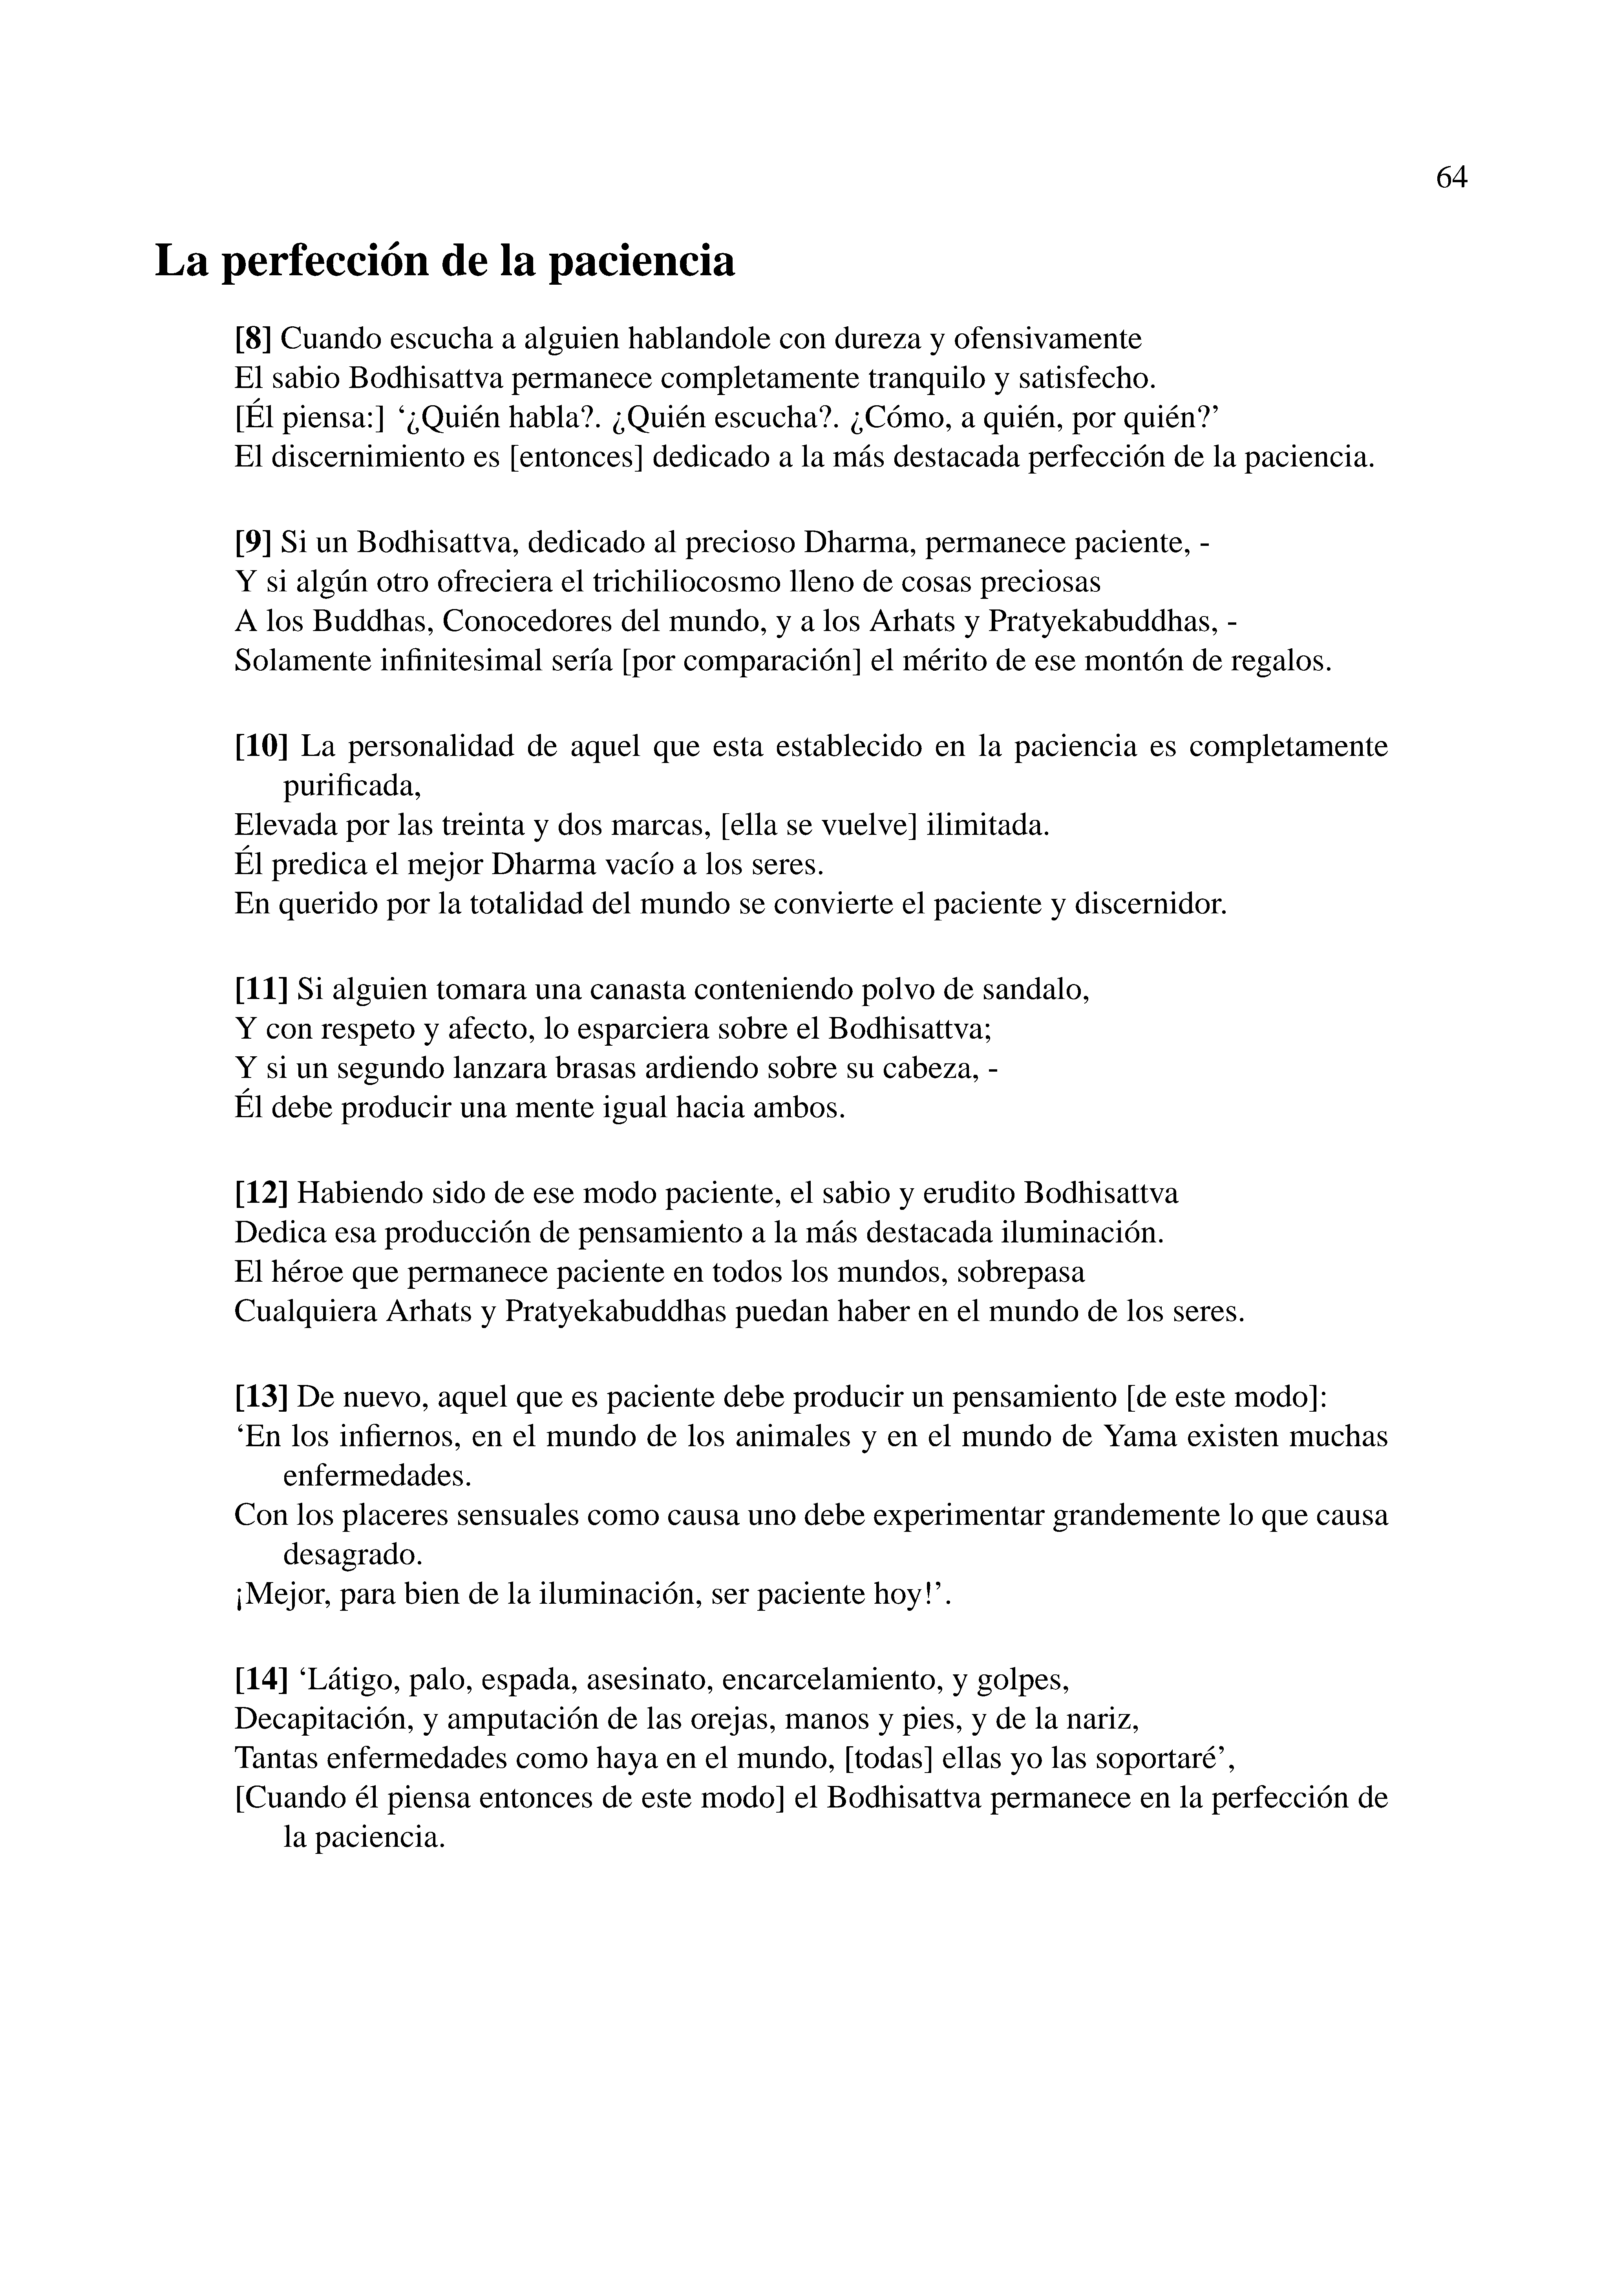 64
La perfección de la paciencia
[8] Cuando escucha a alguien hablandole con dureza y ofensivamente
El sabio Bodhisattva permanece completamente tranquilo y satisfecho.
[Él piensa:] ‘¿Quién habla?. ¿Quién escucha?. ¿Cómo, a quién, por quién?’
El discernimiento es [entonces] dedicado a la más destacada perfección de la paciencia.
[9] Si un Bodhisattva, dedicado al precioso Dharma, permanece paciente, -
Y si algún otro ofreciera el trichiliocosmo lleno de cosas preciosas
A los Buddhas, Conocedores del mundo, y a los Arhats y Pratyekabuddhas, -
Solamente infinitesimal sería [por comparación] el mérito de ese montón de regalos.
[10] La personalidad de aquel que esta establecido en la paciencia es completamente
purificada,
Elevada por las treinta y dos marcas, [ella se vuelve] ilimitada.
Él predica el mejor Dharma vacío a los seres.
En querido por la totalidad del mundo se convierte el paciente y discernidor.
[11] Si alguien tomara una canasta conteniendo polvo de sandalo,
Y con respeto y afecto, lo esparciera sobre el Bodhisattva;
Y si un segundo lanzara brasas ardiendo sobre su cabeza, -
Él debe producir una mente igual hacia ambos.
[12] Habiendo sido de ese modo paciente, el sabio y erudito Bodhisattva
Dedica esa producción de pensamiento a la más destacada iluminación.
El héroe que permanece paciente en todos los mundos, sobrepasa
Cualquiera Arhats y Pratyekabuddhas puedan haber en el mundo de los seres.
[13] De nuevo, aquel que es paciente debe producir un pensamiento [de este modo]:
‘En los infiernos, en el mundo de los animales y en el mundo de Yama existen muchas
enfermedades.
Con los placeres sensuales como causa uno debe experimentar grandemente lo que causa
desagrado.
¡Mejor, para bien de la iluminación, ser paciente hoy!’.
[14] ‘Látigo, palo, espada, asesinato, encarcelamiento, y golpes,
Decapitación, y amputación de las orejas, manos y pies, y de la nariz,
Tantas enfermedades como haya en el mundo, [todas] ellas yo las soportaré’,
[Cuando él piensa entonces de este modo] el Bodhisattva permanece en la perfección de
la paciencia.